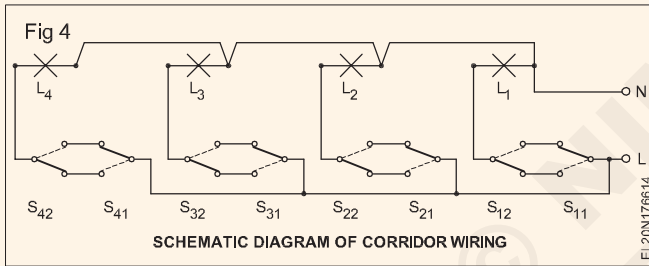 Fig 4
L4 L3 L2 L1
N
L
S42 S41 S32 S31 S22 S21 S12 S11
SCHEMATIC DIAGRAM OF CORRIDOR WIRING
EL20N176614
© NI